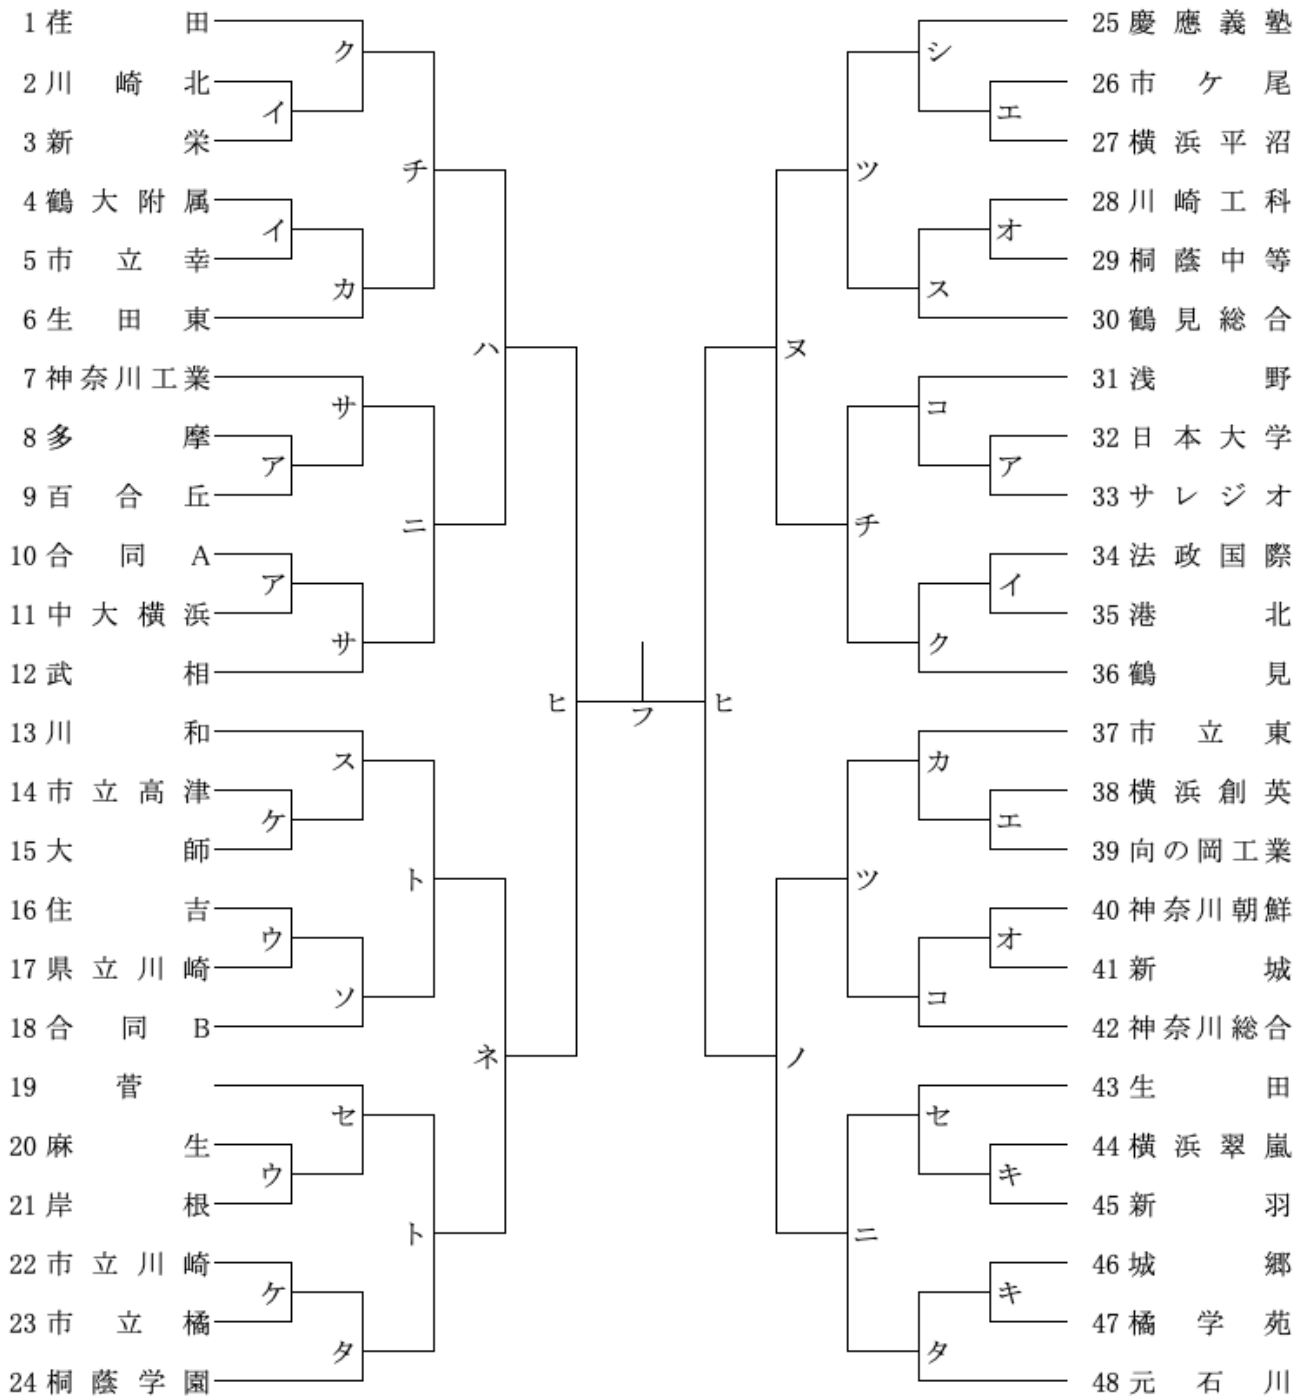 1 荏田
ク
2 川崎北
イ
3 新栄
チ
4 鶴大附属
イ
5 市立幸
カ
6 生田東
ハ
7 神奈川工業
サ
8 多摩
ア
9 百合丘
ニ
10 合同A
ア
11 中大横浜
サ
12 武相
ヒ
13 川和
ス
14 市立高津
ケ
15 大師
ト
16 住吉
ウ
17 県立川崎
ソ
18 合同B
ネ
19 菅
セ
20 麻生
ウ
21 岸根
ト
22 市立川崎
ケ
23 市立橘
タ
24 桐蔭学園
フ
25 慶應義塾
シ
26 市ケ尾
エ
27 横浜平沼
ツ
28 川崎工科
オ
29 桐蔭中等
ス
30 鶴見総合
ヌ
31 浅野
コ
32 日本大学
ア
33 サレジオ
チ
34 法政国際
イ
35 港北
ク
36 鶴見
ヒ
37 市立東
カ
38 横浜創英
エ
39 向の岡工業
ツ
40 神奈川朝鮮
オ
41 新城
コ
42 神奈川総合
ノ
43 生田
セ
44 横浜翠嵐
キ
45 新羽
ニ
46 城郷
キ
47 橘学苑
タ
48 元石川